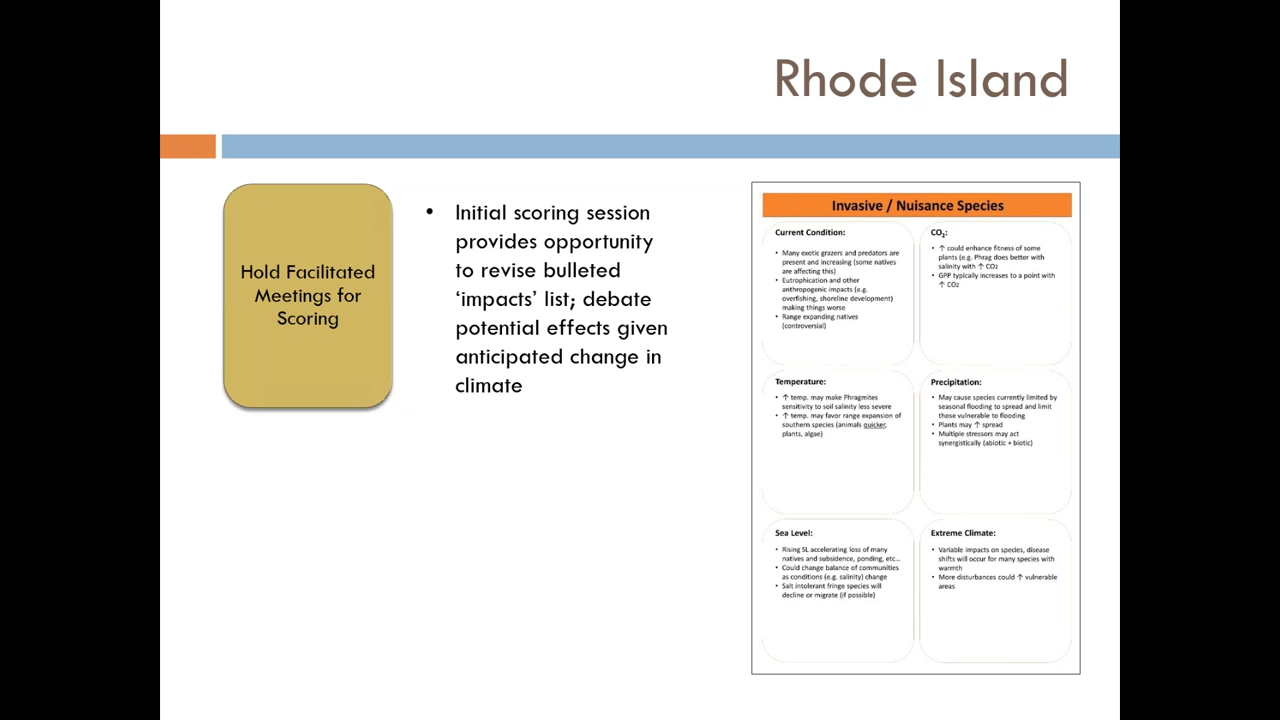 Rhode Island
Hold Facilitated
Meetings for
Scoring
• Initial scoring session
provides opportunity
to revise bulleted
‘impacts’ list; debate
potential effects given
anticipated change in
climate
Invasive / Nuisance Species
Current Condition:
• Many exotic grazers and predators are
present and increasing (some natives
are affecting this)
• Eutrophication and other
anthropogenic impacts (e.g.
overfishing, shoreline development)
making things worse
• Range expanding natives
(controversial)
CO₂:
• ↑ could enhance fitness of some
plants (e.g. Phrag does better with
salinity with ↑ CO₂
• GPP typically increases to a point with
↑ CO₂
Temperature:
• ↑ temp. may make Phragmites
sensitivity to soil salinity less severe
• ↑ temp. may favor range expansion of
southern species (animals quicker,
plants, algae)
Precipitation:
• May cause species currently limited by
seasonal flooding to spread and limit
those vulnerable to flooding
• Plants may ↑ spread
• Multiple stressors may act
synergistically (abiotic + biotic)
Sea Level:
• Rising SL accelerating loss of many
natives and subsidence, ponding, etc…
• Could change balance of communities
as conditions (e.g. salinity) change
• Salt intolerant fringe species will
decline or migrate (if possible)
Extreme Climate:
• Variable impacts on species, disease
shifts will occur for many species with
warmth
• More disturbances could ↑ vulnerable
areas